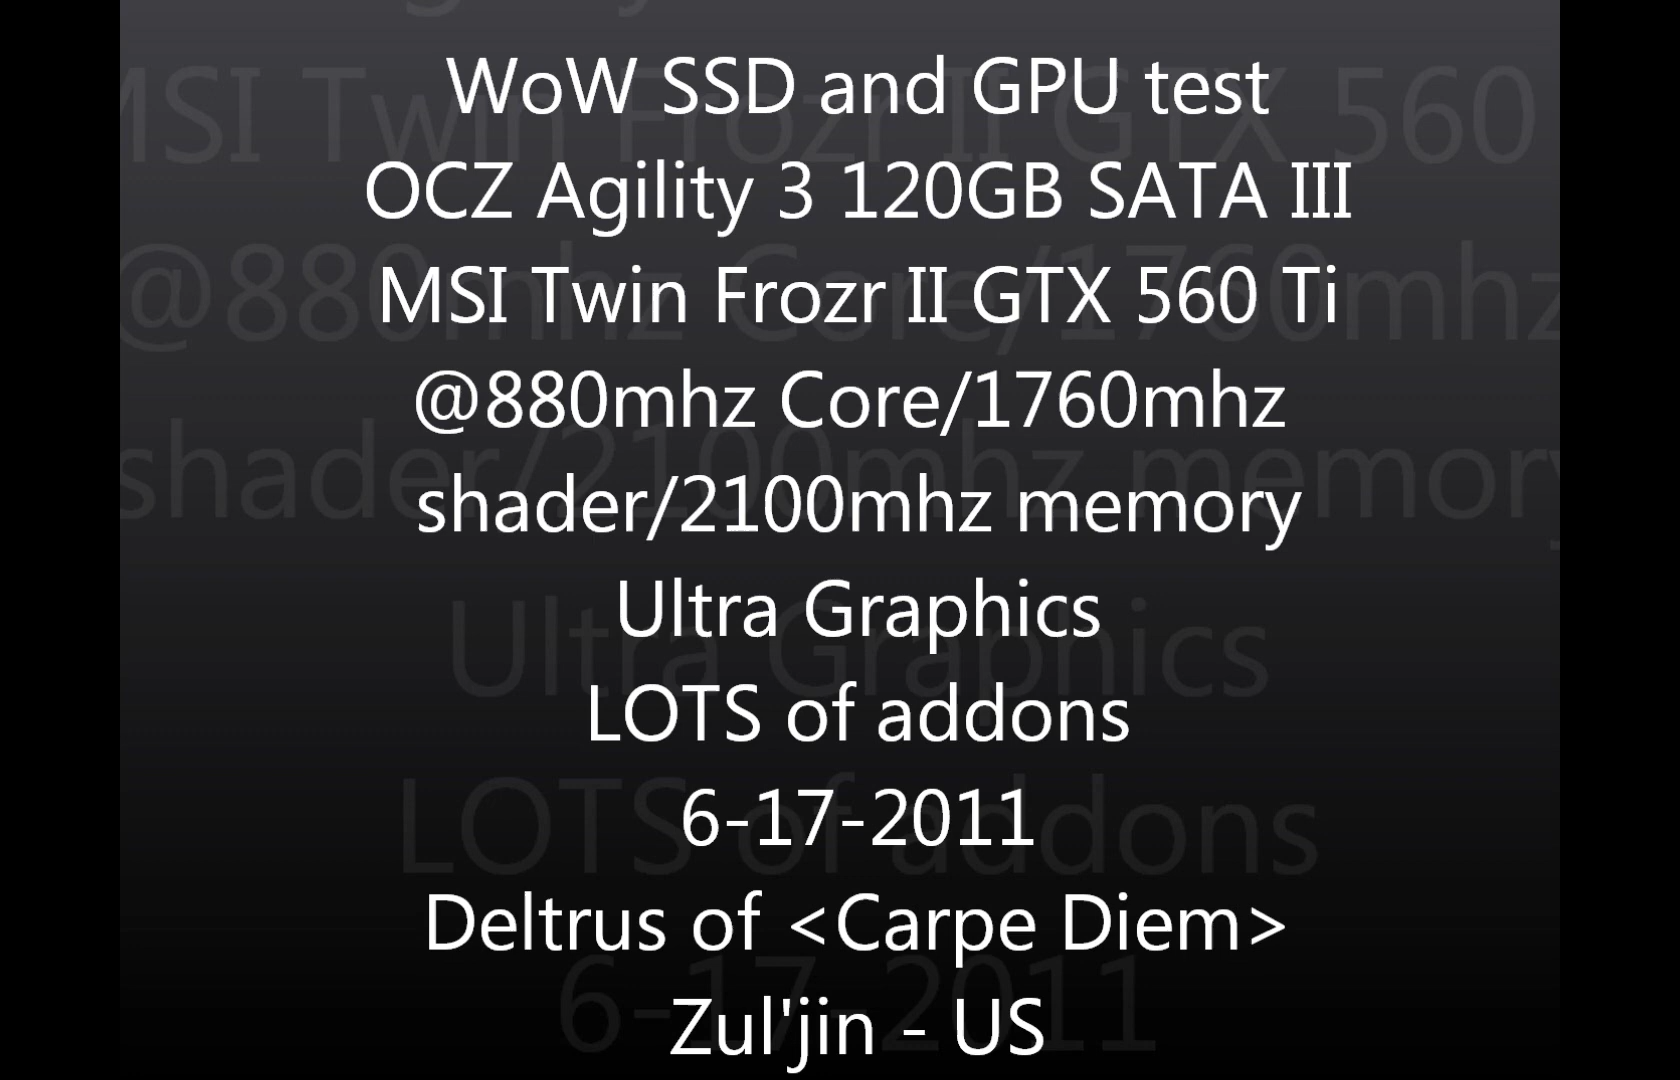 WoW SSD and GPU test
OCZ Agility 3 120GB SATA III
MSI Twin Frozr II GTX 560 Ti
@880mhz Core/1760mhz
shader/2100mhz memory
Ultra Graphics
LOTS of addons
6-17-2011
Deltrus of <Carpe Diem>
Zul'jin - US